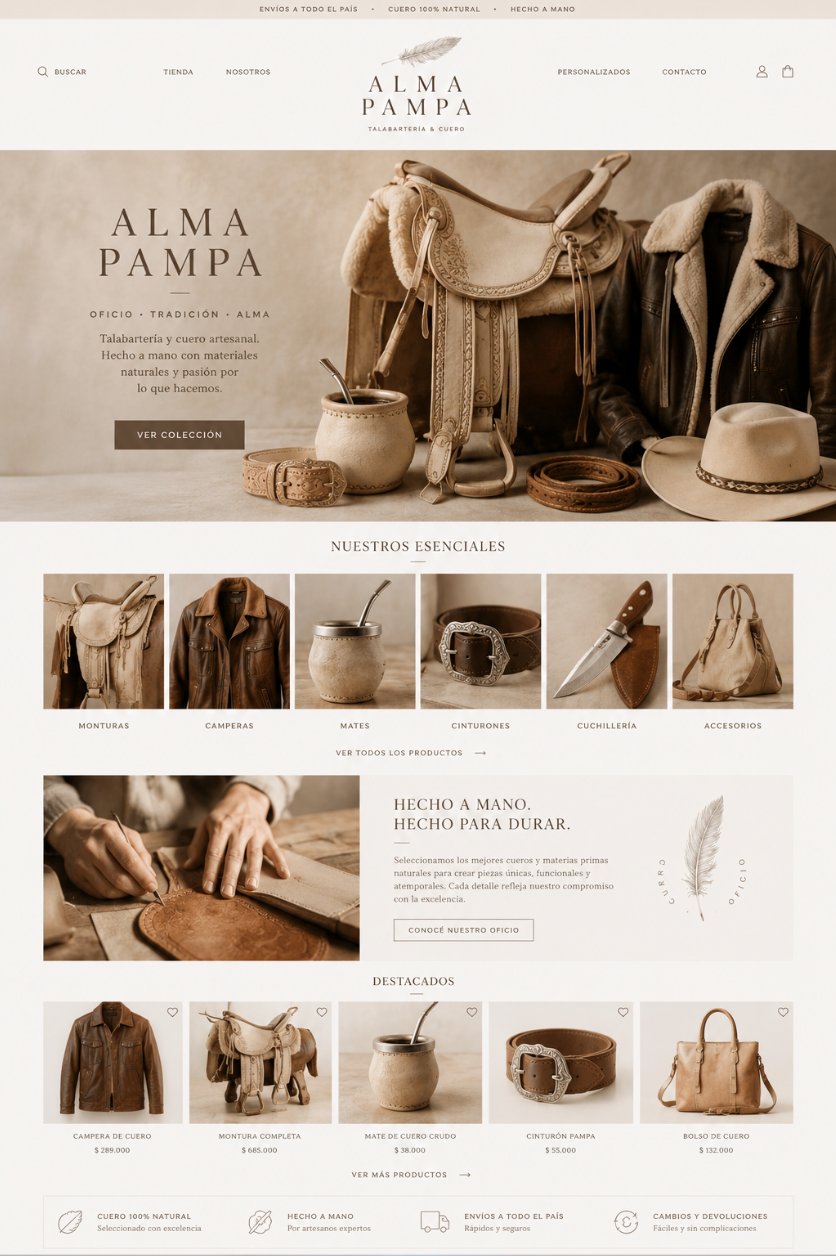 ENVÍOS A TODO EL PAÍS • CUERO 100% NATURAL • HECHO A MANO
BUSCAR
TIENDA
NOSOTROS
ALMA
PAMPA
TALABARTERÍA & CUERO
PERSONALIZADOS
CONTACTO
ALMA
PAMPA
OFICIO • TRADICIÓN • ALMA
Talabartería y cuero artesanal.
Hecho a mano con materiales
naturales y pasión por
lo que hacemos.
VER COLECCIÓN
NUESTROS ESENCIALES
MONTURAS
CAMPERAS
MATES
CINTURONES
CUCHILLERÍA
ACCESORIOS
VER TODOS LOS PRODUCTOS →
HECHO A MANO.
HECHO PARA DURAR.
Seleccionamos los mejores cueros y materias primas
naturales para crear piezas únicas, funcionales y
atemporales. Cada detalle refleja nuestro compromiso
con la excelencia.
CONOCÉ NUESTRO OFICIO
OFICIO
DESTACADOS
CAMPERA DE CUERO
$ 289.000
MONTURA COMPLETA
$ 685.000
MATE DE CUERO CRUDO
$ 38.000
CINTURÓN PAMPA
$ 55.000
BOLSO DE CUERO
$ 132.000
VER MÁS PRODUCTOS →
CUERO 100% NATURAL
Seleccionado con excelencia
HECHO A MANO
Por artesanos expertos
ENVÍOS A TODO EL PAÍS
Rápidos y seguros
CAMBIOS Y DEVOLUCIONES
Fáciles y sin complicaciones